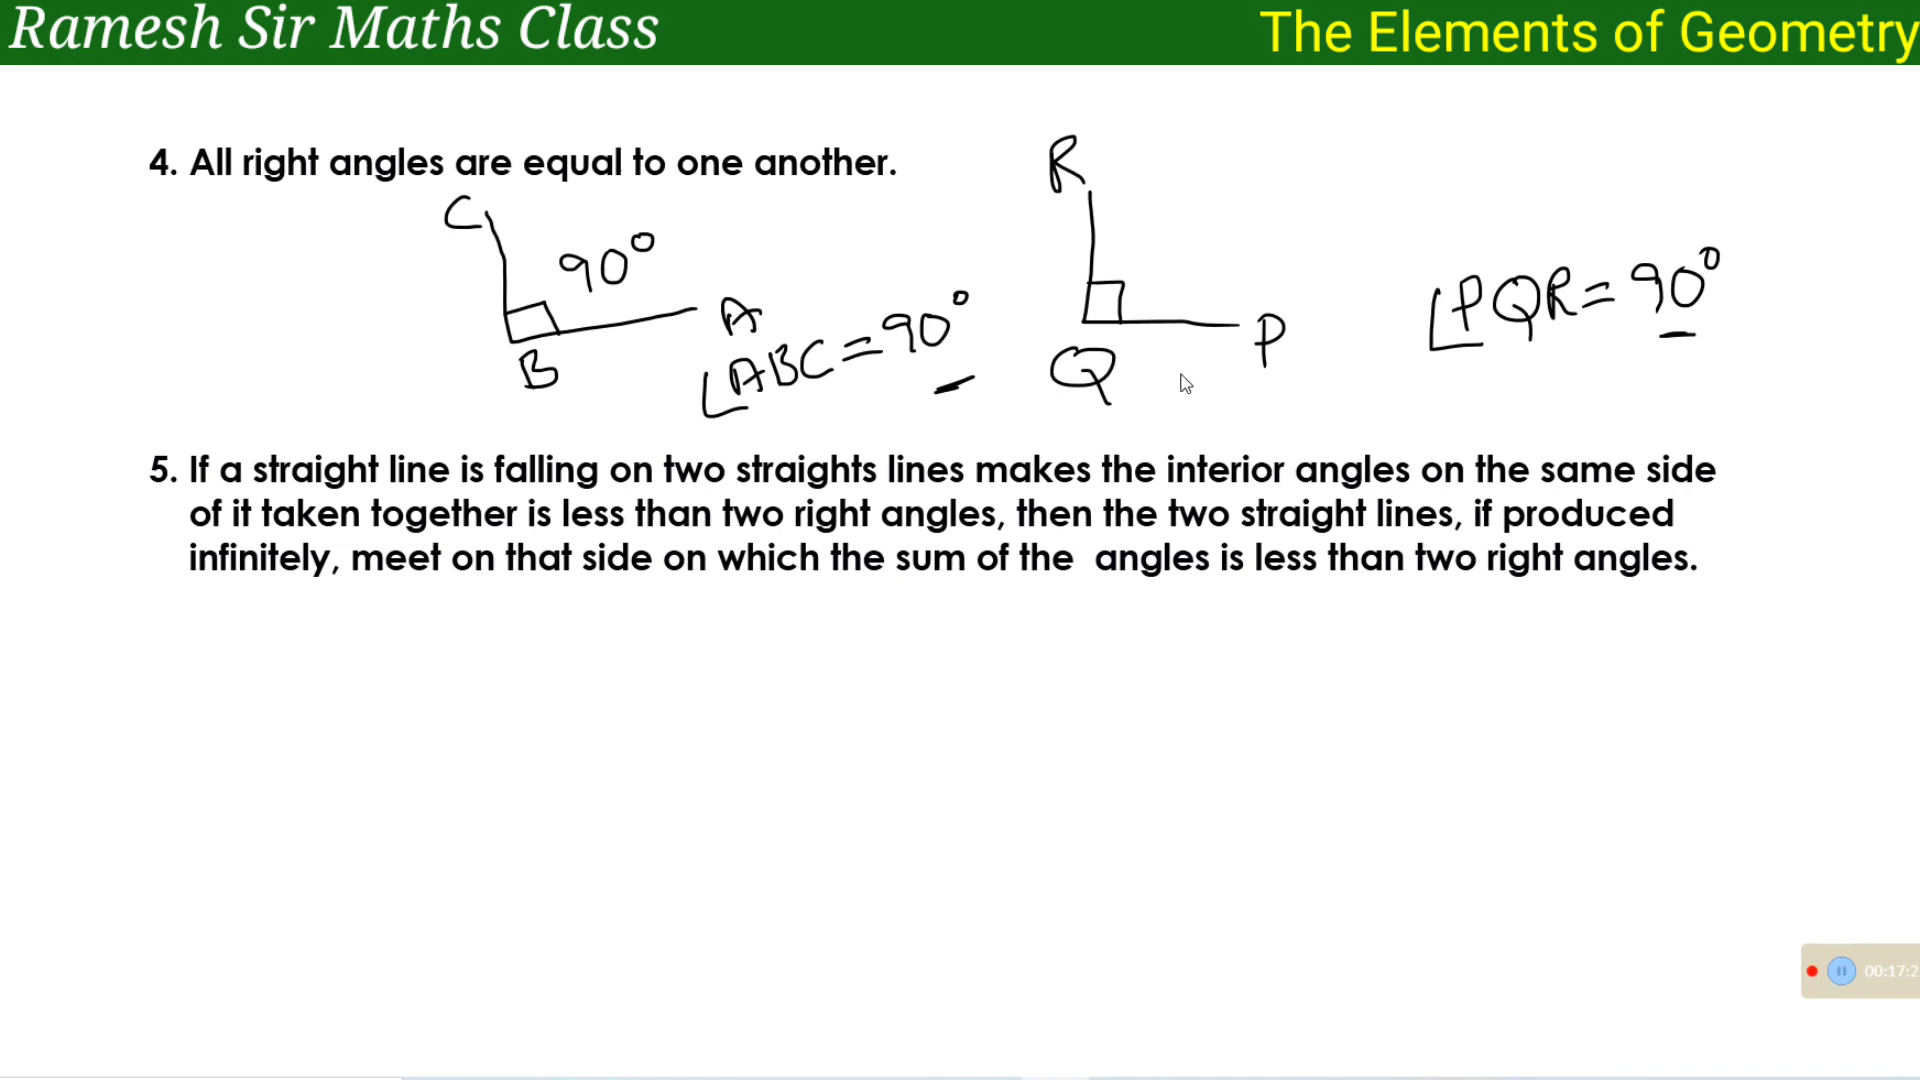 Ramesh Sir Maths Class
The Elements of Geometry
4. All right angles are equal to one another.
R
C
90°
A
∠ABC=90°
B
P
Q
∠PQR=90°
5. If a straight line is falling on two straights lines makes the interior angles on the same side
of it taken together is less than two right angles, then the two straight lines, if produced
infinitely, meet on that side on which the sum of the angles is less than two right angles.
00:17:2